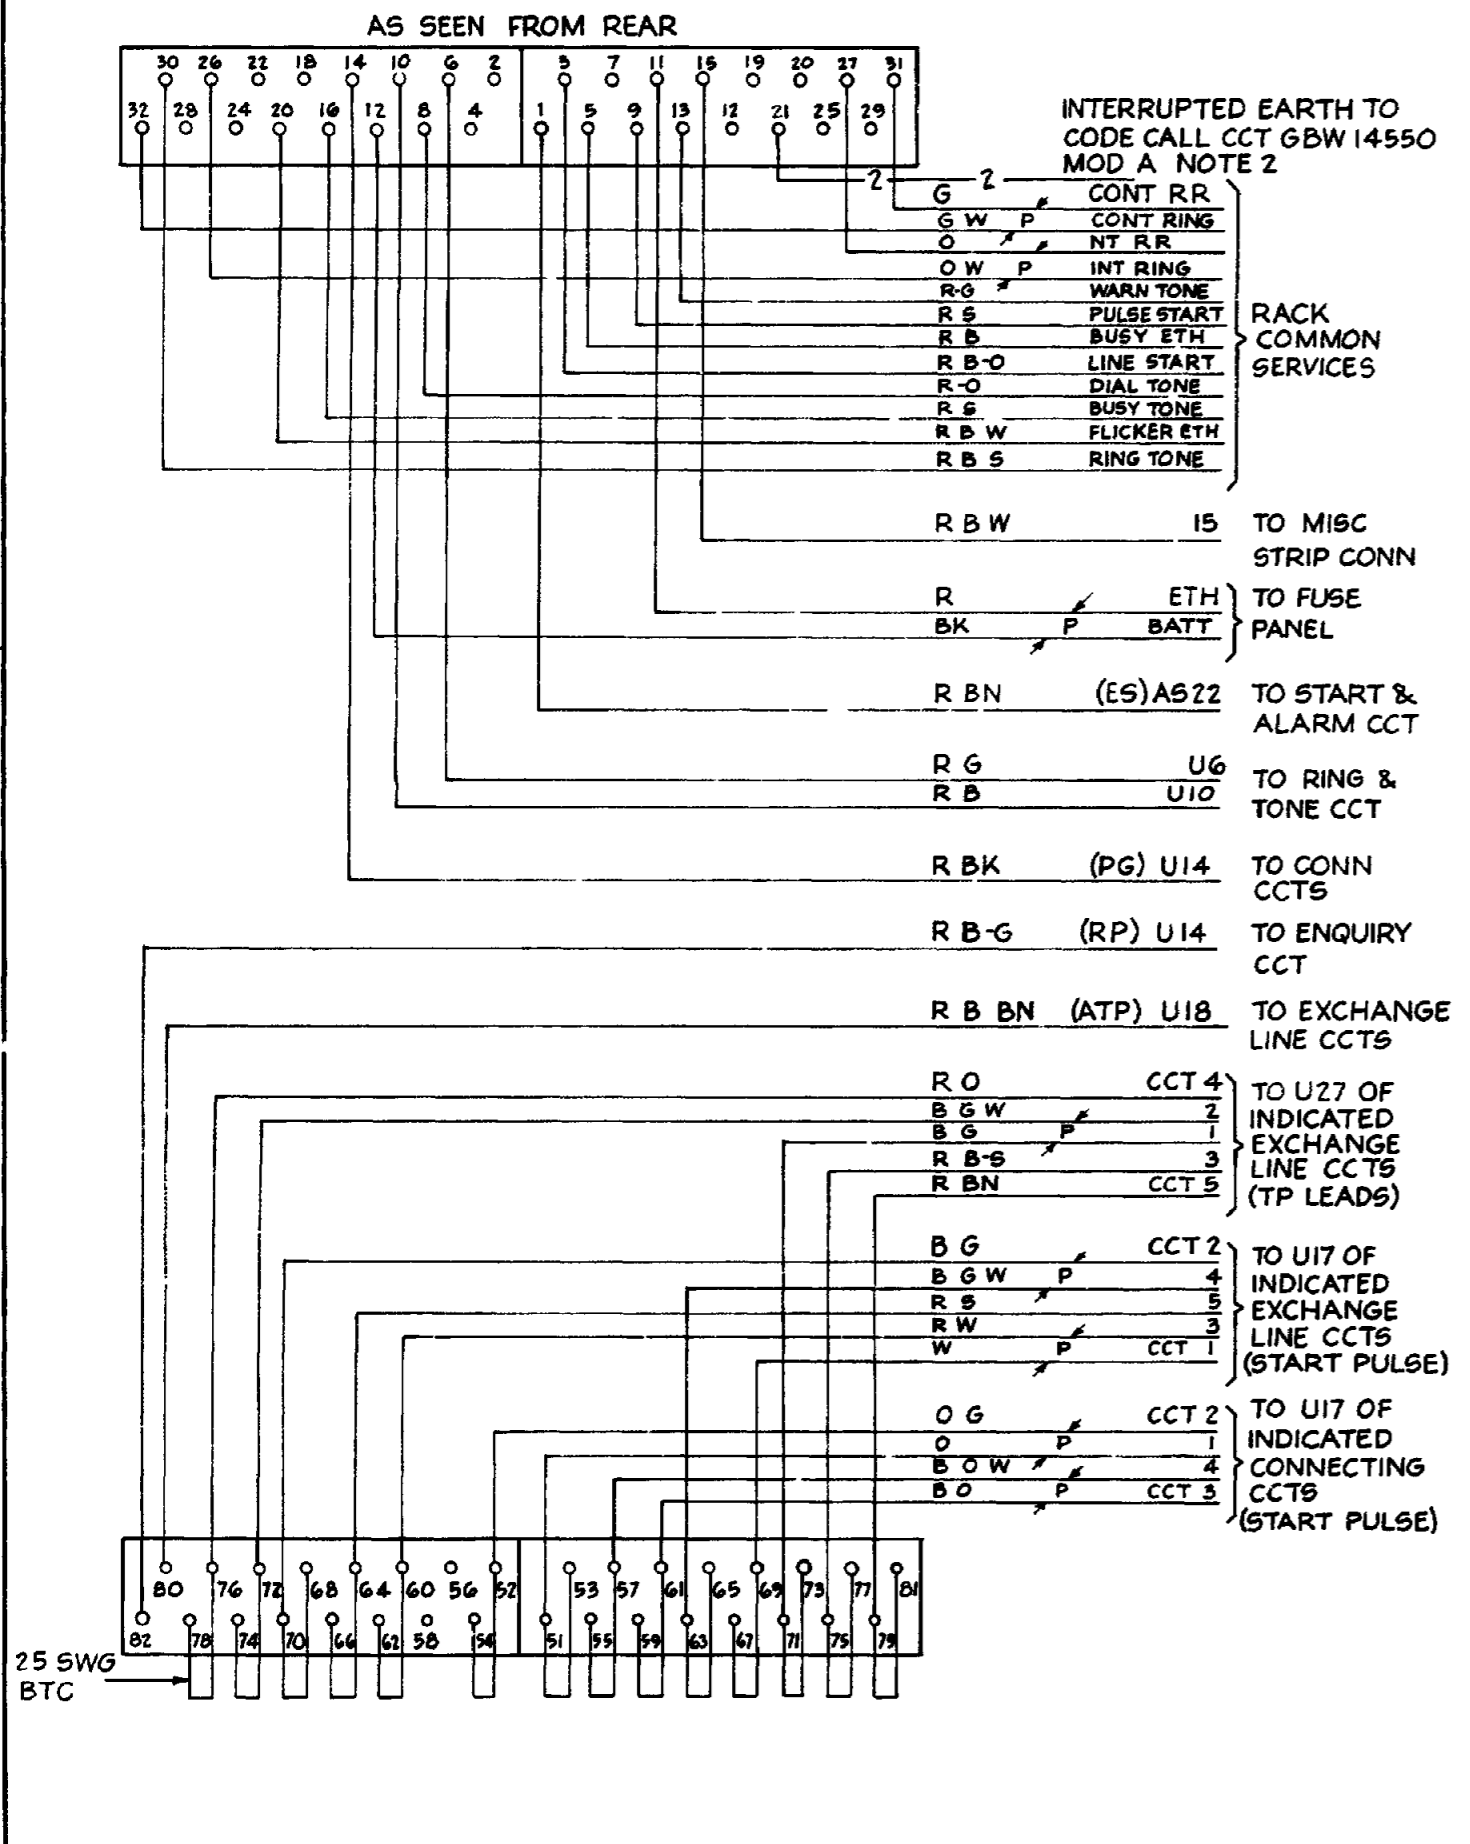 AS SEEN FROM REAR
30 26 22 18 14 10 6 2 3 7 11 15 19 20 27 31
32 28 24 20 16 12 8 4 1 5 9 13 12 21 25 29
INTERRUPTED EARTH TO
CODE CALL CCT GBW 14550
MOD A NOTE 2
2 2
G CONT RR
G W P CONT RING
O NT RR
O W P INT RING
R-G WARN TONE
R S PULSE START
R B BUSY ETH
R B-O LINE START
R-O DIAL TONE
R S BUSY TONE
R B W FLICKER ETH
R B S RING TONE
RACK
COMMON
SERVICES
R B W 15 TO MISC
STRIP CONN
R ETH TO FUSE
BK P BATT PANEL
R BN (ES) AS22 TO START &
ALARM CCT
R G U6 TO RING &
R B U10 TONE CCT
R BK (PG) U14 TO CONN
CCTS
R B-G (RP) U14 TO ENQUIRY
CCT
R B BN (ATP) U18 TO EXCHANGE
LINE CCTS
R O CCT 4
B G W 2
B G P 1
R B-S 3
R BN CCT 5
TO U27 OF
INDICATED
EXCHANGE
LINE CCTS
(TP LEADS)
B G CCT 2
B G W P 4
R S 5
R W 3
W P CCT 1
TO U17 OF
INDICATED
EXCHANGE
LINE CCTS
(START PULSE)
O G CCT 2
O P 1
B O W 4
B O P CCT 3
TO U17 OF
INDICATED
CONNECTING
CCTS
(START PULSE)
80 76 72 68 64 60 56 52 53 57 61 65 69 73 77 81
82 78 74 70 66 62 58 54 51 55 59 63 67 71 75 79
25 SWG
BTC